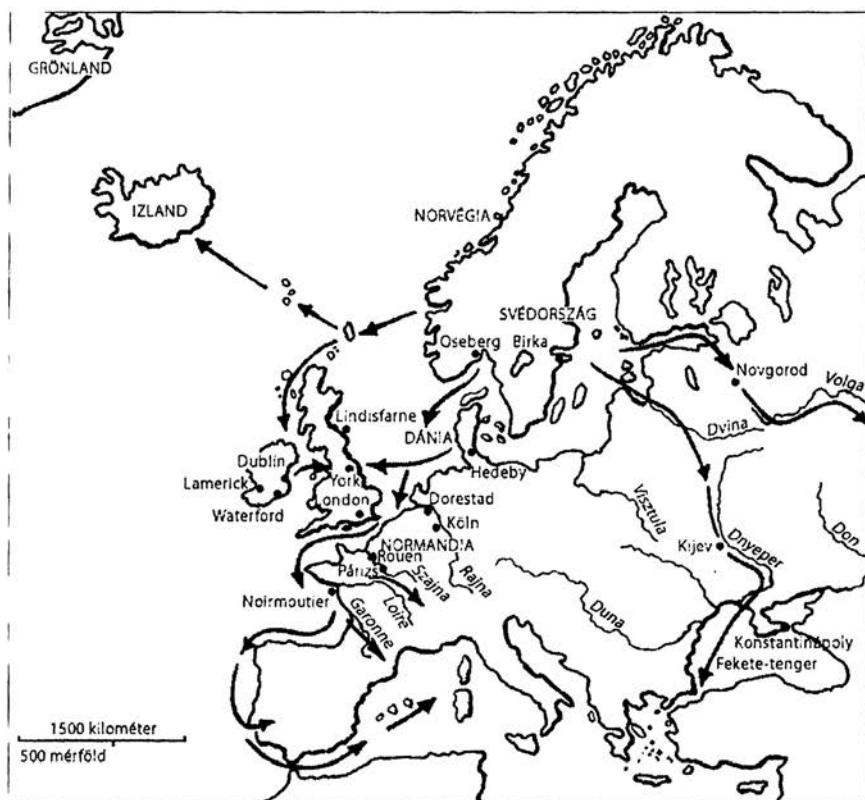 GRÖNLAND
IZLAND
NORVÉGIA
SVÉDORSZÁG
Oseberg
Birka
Novgorod
Volga
Lindisfarne
DÁNIA
Dvina
Dublin
Hedeby
Lamerick
York
London
Dorestad
Visztula
Waterford
Köln
Don
NORMANDIA
Kijev
Dnyeper
Rouen
Párizs
Szajna
Rajna
Noirmoutier
Loire
Garonne
Duna
Konstantinápoly
Fekete-tenger
1500 kilométer
500 mérföld